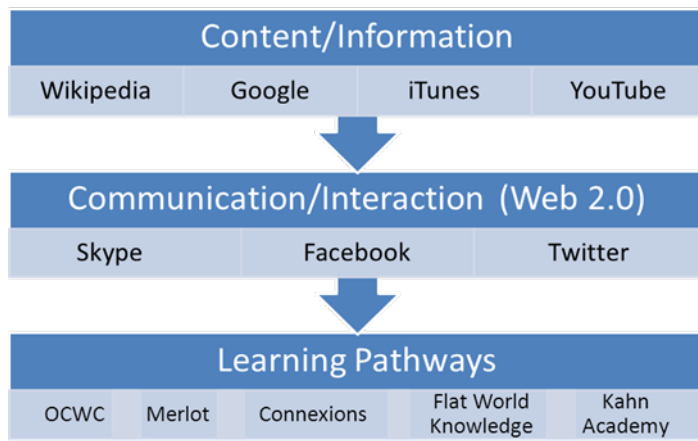 Content/Information
Wikipedia Google iTunes YouTube
Communication/Interaction (Web 2.0)
Skype Facebook Twitter
Learning Pathways
OCWC Merlot Connexions Flat World Knowledge Kahn Academy